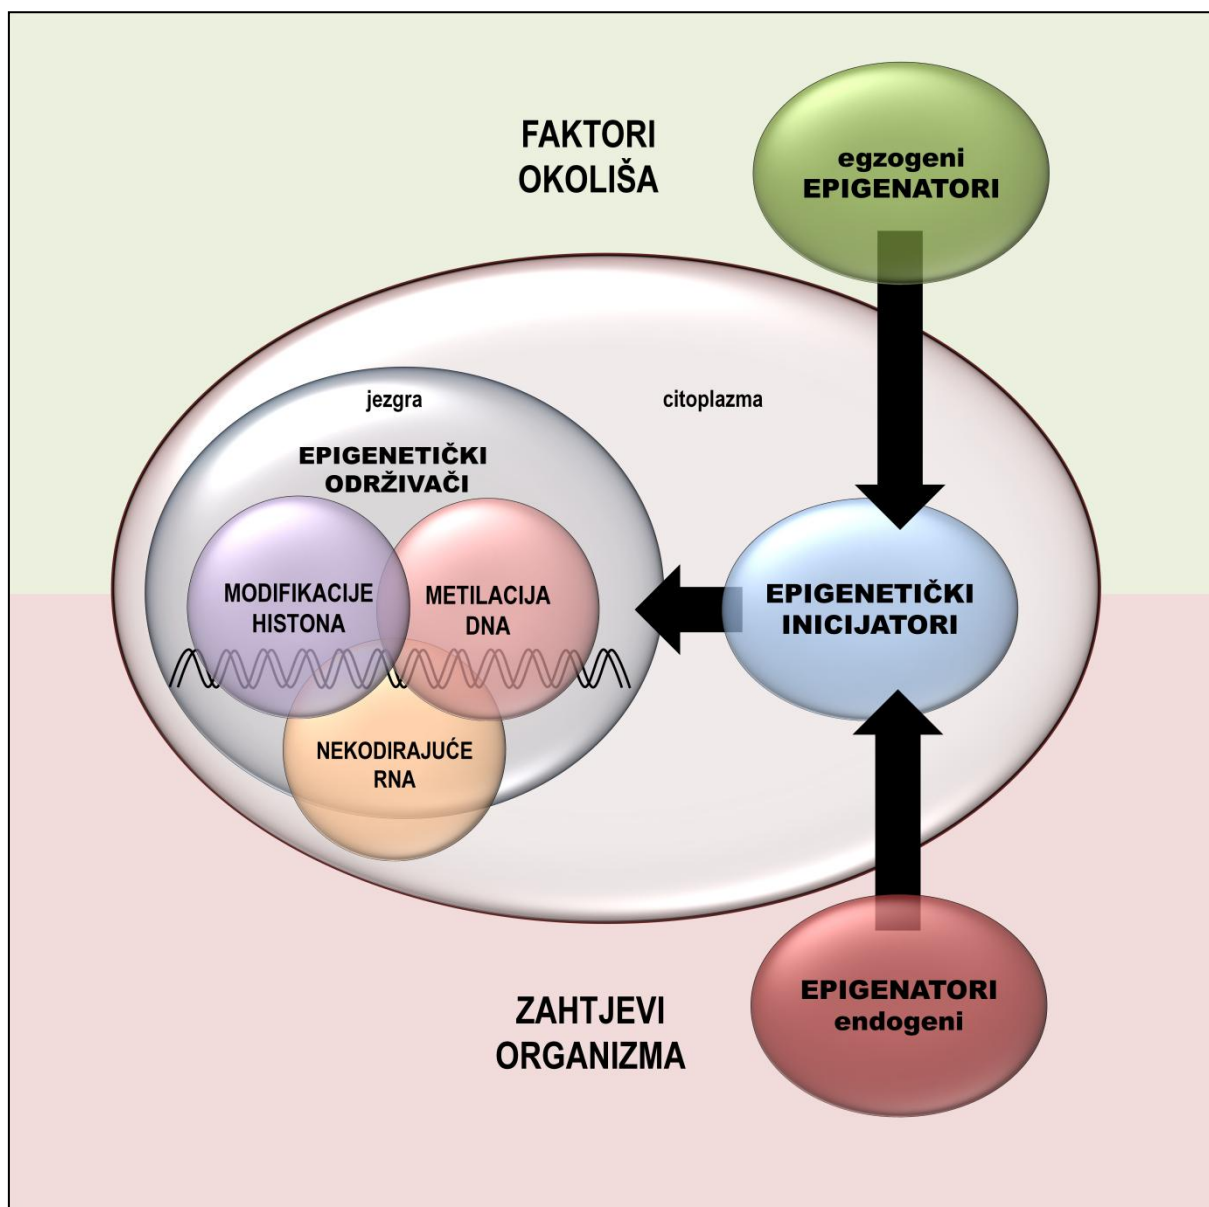 FAKTORI
OKOLIŠA
egzogeni
EPIGENATORI
jezgra
citoplazma
EPIGENETIČKI
ODRŽIVAČI
MODIFIKACIJE
HISTONA
METILACIJA
DNA
EPIGENETIČKI
INICIJATORI
NEKODIRAJUĆE
RNA
ZAHTJEVI
ORGANIZMA
EPIGENATORI
endogeni